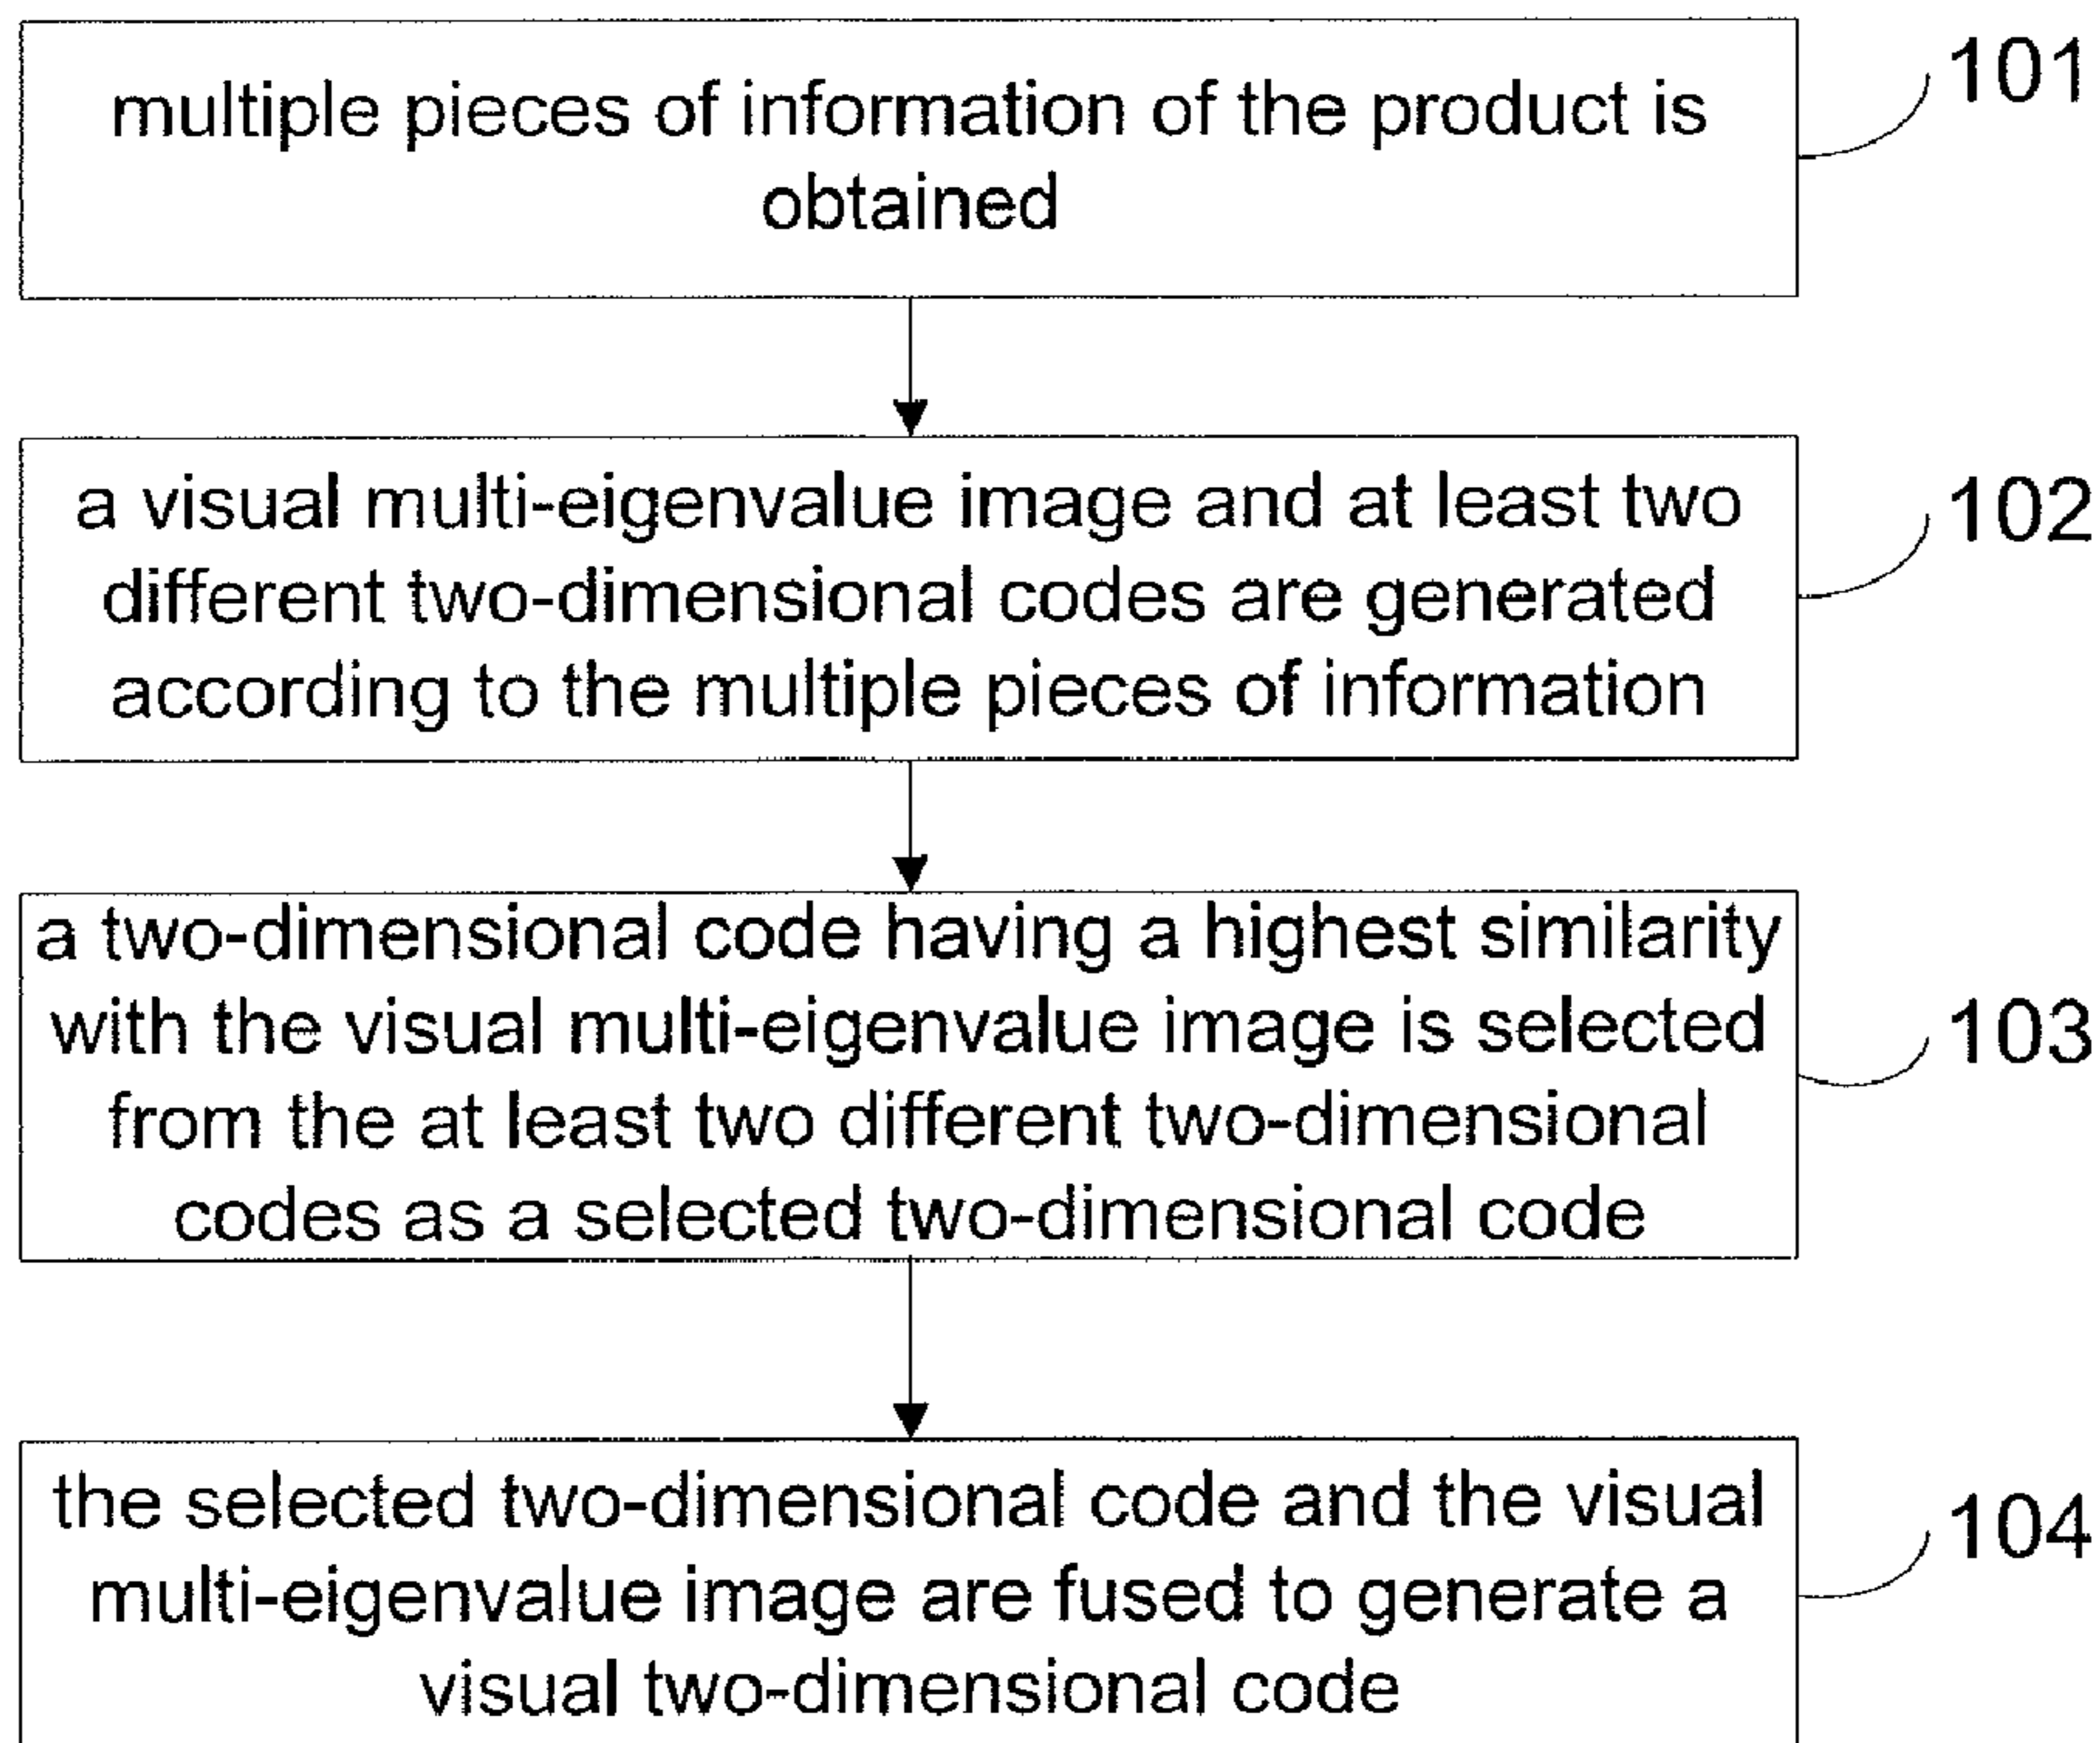 multiple pieces of information of the product is
obtained
101
a visual multi-eigenvalue image and at least two
different two-dimensional codes are generated
according to the multiple pieces of information
102
a two-dimensional code having a highest similarity
with the visual multi-eigenvalue image is selected
from the at least two different two-dimensional
codes as a selected two-dimensional code
103
the selected two-dimensional code and the visual
multi-eigenvalue image are fused to generate a
visual two-dimensional code
104